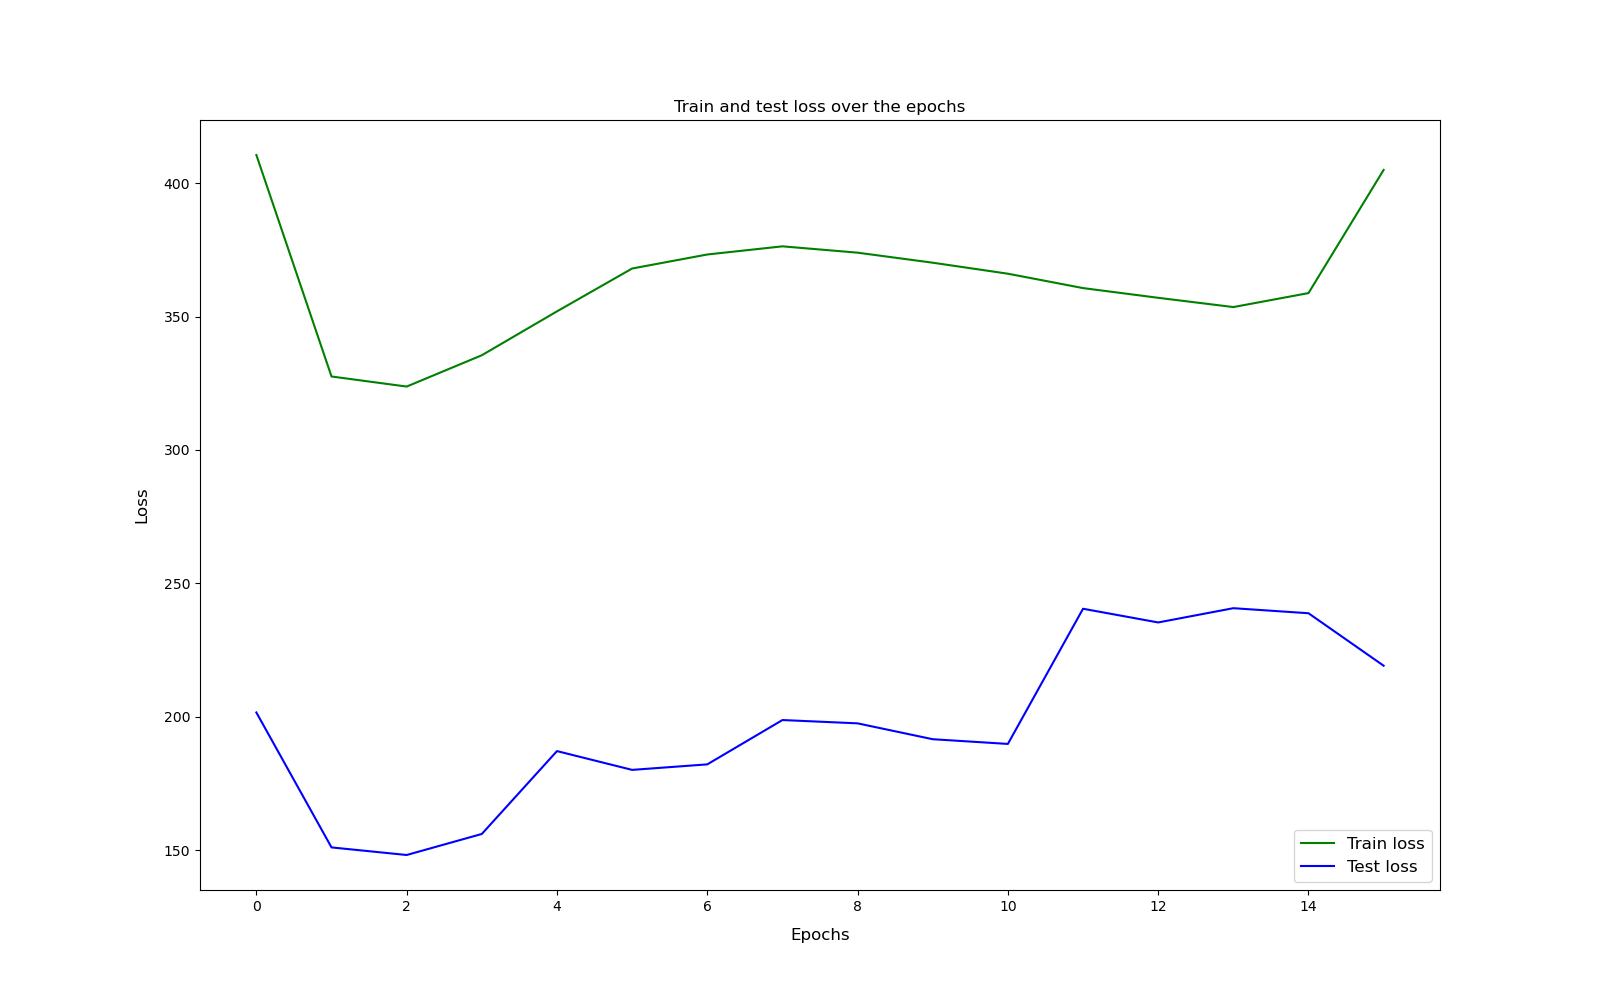 Train and test loss over the epochs
400
350
300
250
200
150
Loss
0 2 4 6 8 10 12 14
Epochs
Train loss
Test loss